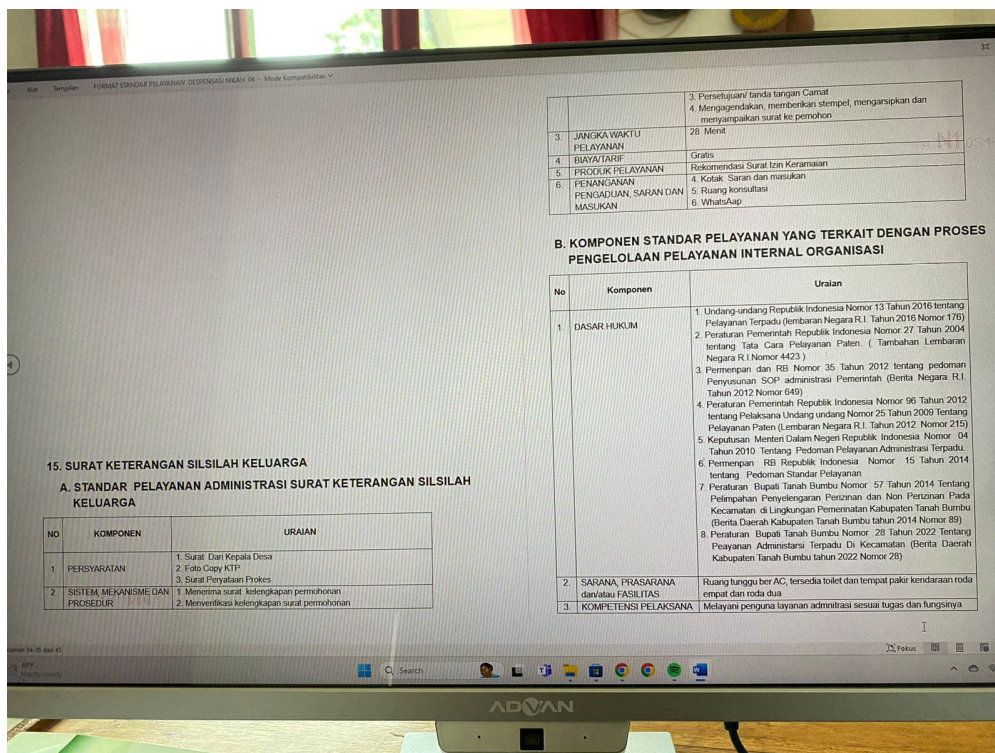 Alat Tampilan FORMAT STANDAR PELAYANAN DESPENSASI NIKAH 04 - Mode Kompatibilitas
15. SURAT KETERANGAN SILSILAH KELUARGA
A. STANDAR PELAYANAN ADMINISTRASI SURAT KETERANGAN SILSILAH
KELUARGA
NO KOMPONEN URAIAN
1 PERSYARATAN
1. Surat Dari Kepala Desa
2. Foto Copy KTP
3. Surat Peryataan Prokes
2. SISTEM, MEKANISME DAN
PROSEDUR
1. Menerima surat kelengkapan permohonan
2. Menverifikasi kelengkapan surat permohonan
3. Persetujuan/ tanda tangan Camat
4. Mengagendakan, memberikan stempel, mengarsipkan dan
menyampaikan surat ke pemohon
3. JANGKA WAKTU
PELAYANAN
28 Menit
4. BIAYA/TARIF Gratis
5. PRODUK PELAYANAN Rekomendasi Surat Izin Keramaian
6. PENANGANAN
PENGADUAN, SARAN DAN
MASUKAN
4. Kotak Saran dan masukan
5. Ruang konsultasi
6. WhatsAap
B. KOMPONEN STANDAR PELAYANAN YANG TERKAIT DENGAN PROSES
PENGELOLAAN PELAYANAN INTERNAL ORGANISASI
No Komponen Uraian
1. DASAR HUKUM
1. Undang-undang Republik Indonesia Nomor 13 Tahun 2016 tentang
Pelayanan Terpadu (lembaran Negara R.I. Tahun 2016 Nomor 176)
2. Peraturan Pemerintah Republik Indonesia Nomor 27 Tahun 2004
tentang Tata Cara Pelayanan Paten. ( Tambahan Lembaran
Negara R.I.Nomor 4423 )
3. Permenpan dan RB Nomor 35 Tahun 2012 tentang pedoman
Penyusunan SOP administrasi Pemerintah (Berita Negara R.I.
Tahun 2012 Nomor 649)
4. Peraturan Pemerintah Republik Indonesia Nomor 96 Tahun 2012
tentang Pelaksana Undang undang Nomor 25 Tahun 2009 Tentang
Pelayanan Paten (Lembaran Negara R.I. Tahun 2012 Nomor 215)
5. Keputusan Menteri Dalam Negeri Republik Indonesia Nomor 04
Tahun 2010 Tentang Pedoman Pelayanan Administrasi Terpadu.
6. Permenpan RB Republik Indonesia Nomor 15 Tahun 2014
tentang Pedoman Standar Pelayanan
7. Peraturan Bupati Tanah Bumbu Nomor 57 Tahun 2014 Tentang
Pelimpahan Penyelengaran Perizinan dan Non Perizinan Pada
Kecamatan di Lingkungan Pemerinatan Kabupaten Tanah Bumbu
(Berita Daerah Kabupaten Tanah Bumbu tahun 2014 Nomor 89)
8. Peraturan Bupati Tanah Bumbu Nomor 28 Tahun 2022 Tentang
Peayanan Administarsi Terpadu Di Kecamatan (Berita Daerah
Kabupaten Tanah Bumbu tahun 2022 Nomor 28)
2. SARANA, PRASARANA
dan/atau FASILITAS
Ruang tunggu ber AC, tersedia toilet dan tempat pakir kendaraan roda
empat dan roda dua
3. KOMPETENSI PELAKSANA Melayani penguna layanan admnitrasi sesuai tugas dan fungsinya
34-35 dari 41
Fokus
Mostly cloudy
Search
ADVAN